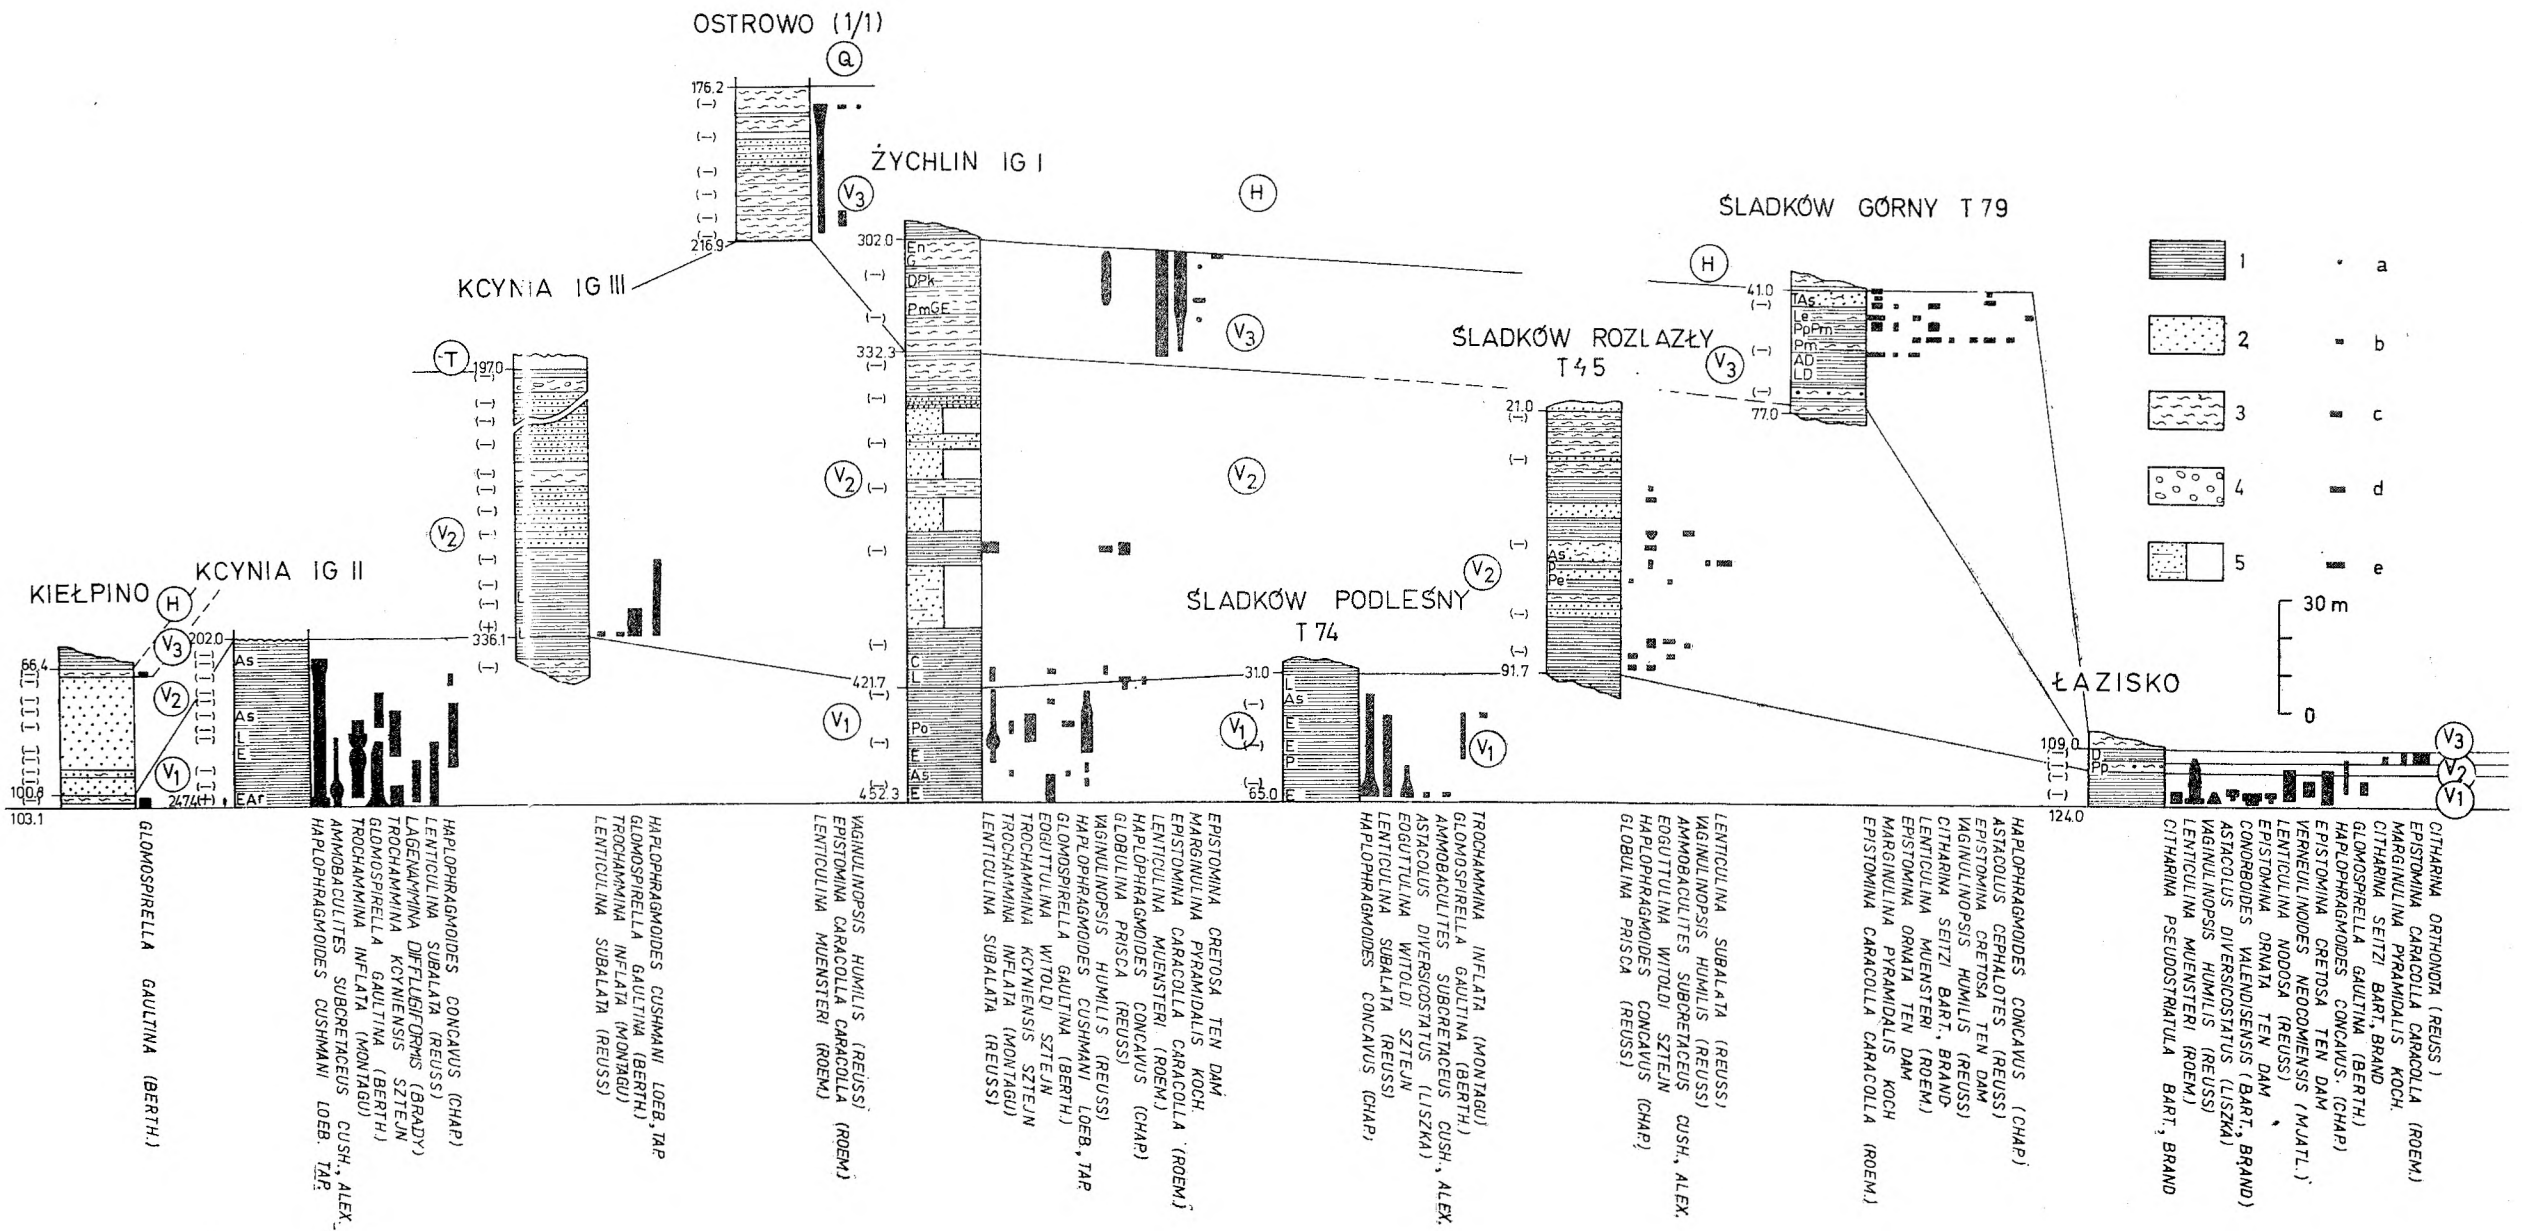 OSTROWO (1/1)
Q
176,2
(—)
(—)
(—)
(—)
(—)
(—)
216.9
V3
ŻYCHLIN IG I
H
302.0
En
G
(—)
DPk
PmGE
(—)
V3
332.3
(—)
(—)
(—)
V2
(—)
V2
(—)
(—)
C
L
421.7
(—)
V1
Po
(—)
E
As
(—)
452.3
E
ŚLADKÓW GÓRNY T 79
H
41.0
(—)
TAs
Le
PpPm
Pm
(—)
AD
LD
V3
(—)
77.0
KCYNIA IG III
T
197.0
V2
L
(+)
336.1
L
(—)
ŚLADKÓW ROZLAZŁY
T 45
21.0
(—)
(—)
(—)
As
P
Pe
V2
(—)
(—)
91.7
KIEŁPINO
H
66,4
V3
V2
V1
100.8
103.1
KCYNIA IG II
202.0
As
As
L
E
247.4
(+)
EAr
ŚLADKÓW PODLEŚNY
T 74
31.0
L
As
(—)
E
V1
(—)
E
P
(—)
65.0
E
V1
ŁAZISKO
109,0
D
Pp
(—)
(—)
(—)
(—)
124.0
V3
V2
V1
1
2
3
4
5
a
b
c
d
e
30 m
0
GLOMOSPIRELLA GAULTINA (BERTH.)
HAPLOPHRAGMOIDES CUSHMANI LOEB. TAP.
AMMOBACULITES SUBCRETACEUS CUSH., ALEX.
TROCHAMMINA INFLATA (MONTAGU)
GLOMOSPIRELLA GAULTINA (BERTH.)
TROCHAMMINA KCYNIENSIS SZTEJN
LAGENAMMINA DIFFLUGIFORMIS (BRADY)
LENTICULINA SUBALATA (REUSS)
HAPLOPHRAGMOIDES CONCAVUS (CHAP.)
LENTICULINA SUBALATA (REUSS)
TROCHAMMINA INFLATA (MONTAGU)
GLOMOSPIRELLA GAULTINA (BERTH.)
HAPLOPHRAGMOIDES CUSHMANI LOEB., TAP.
LENTICULINA MUENSTERI (ROEM.)
EPISTOMINA CARACOLLA CARACOLLA (ROEM.)
VAGINULINOPSIS HUMILIS (REUSS)
LENTICULINA SUBALATA (REUSS)
TROCHAMMINA INFLATA (MONTAGU)
TROCHAMMINA KCYNIENSIS SZTEJN
EOGUTTULINA WITOLDI SZTEJN
GLOMOSPIRELLA GAULTINA (BERTH.)
HAPLOPHRAGMOIDES CUSHMANI LOEB., TAP.
VAGINULINOPSIS HUMILIS (REUSS)
GLOBULINA PRISCA (REUSS)
HAPLOPHRAGMOIDES CONCAVUS (CHAP.)
LENTICULINA MUENSTERI (ROEM.)
EPISTOMINA CARACOLLA CARACOLLA (ROEM.)
MARGINULINA PYRAMIDALIS KOCH.
EPISTOMINA CRETOSA TEN DAM
HAPLOPHRAGMOIDES CONCAVUS (CHAP.)
LENTICULINA SUBALATA (REUSS)
EOGUTTULINA WITOLDI SZTEJN
ASTACOLUS DIVERSICOSTATUS (LISZKA)
AMMOBACULITES SUBCRETACEUS CUSH., ALEX.
GLOMOSPIRELLA GAULTINA (BERTH.)
TROCHAMMINA INFLATA (MONTAGU)
GLOBULINA PRISCA (REUSS)
HAPLOPHRAGMOIDES CONCAVUS (CHAP.)
EOGUTTULINA WITOLDI SZTEJN
AMMOBACULITES SUBCRETACEUS CUSH., ALEX.
VAGINULINOPSIS HUMILIS (REUSS)
LENTICULINA SUBALATA (REUSS)
EPISTOMINA CARACOLLA CARACOLLA (ROEM.)
MARGINULINA PYRAMIDALIS KOCH
EPISTOMINA ORNATA TEN DAM
LENTICULINA MUENSTERI (ROEM.)
CITHARINA SEITZI BART., BRAND
VAGINULINOPSIS HUMILIS (REUSS)
EPISTOMINA CRETOSA TEN DAM
ASTACOLUS CEPHALOTES (REUSS)
HAPLOPHRAGMOIDES CONCAVUS (CHAP.)
CITHARINA PSEUDOSTRIATULA BART., BRAND
LENTICULINA MUENSTERI (ROEM.)
VAGINULINOPSIS HUMILIS (REUSS)
ASTACOLUS DIVERSICOSTATUS (LISZKA)
CONORBOIDES VALENDISENSIS (BART., BRAND)
EPISTOMINA ORNATA TEN DAM
LENTICULINA NODOSA (REUSS)
VERNEUILINOIDES NEOCOMIENSIS (MJATL.)
EPISTOMINA CRETOSA TEN DAM
HAPLOPHRAGMOIDES CONCAVUS. (CHAP.)
GLOMOSPIRELLA GAULTINA (BERTH.)
CITHARINA SEITZI BART., BRAND
MARGINULINA PYRAMIDALIS KOCH.
EPISTOMINA CARACOLLA CARACOLLA (ROEM.)
CITHARINA ORTHONOTA (REUSS)